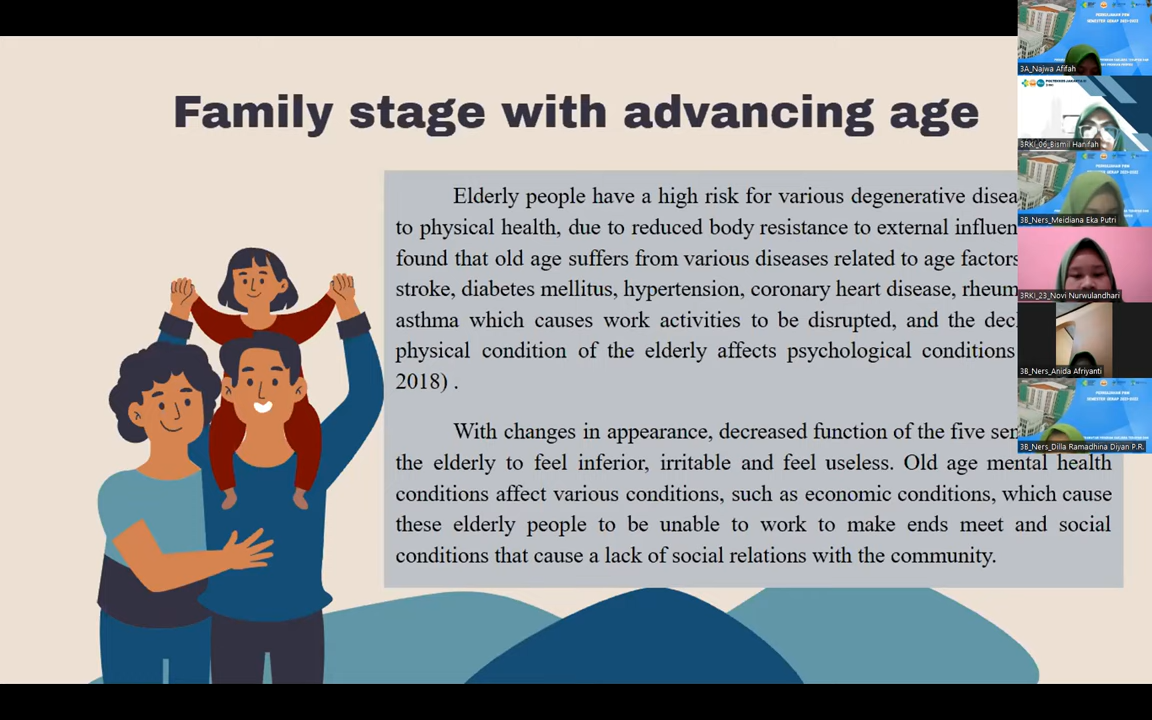 Family stage with advancing age
Elderly people have a high risk for various degenerative
to physical health, due to reduced body resistance to external
found that old age suffers from various diseases related to age factors
stroke, diabetes mellitus, hypertension, coronary heart disease,
asthma which causes work activities to be disrupted, and the
physical condition of the elderly affects psychological conditions
2018) .
With changes in appearance, decreased function of the five
the elderly to feel inferior, irritable and feel useless. Old age mental health
conditions affect various conditions, such as economic conditions, which cause
these elderly people to be unable to work to make ends meet and social
conditions that cause a lack of social relations with the community.
3A_Najwa Afifah
3RKI_06_Bismil Hanifah
3B_Ners_Meidiana Eka Putri
3RKI_23_Novi Nurwulandhari
3B_Ners_Anida Afriyanti
3B_Ners_Dilla Ramadhina Diyan P.R.